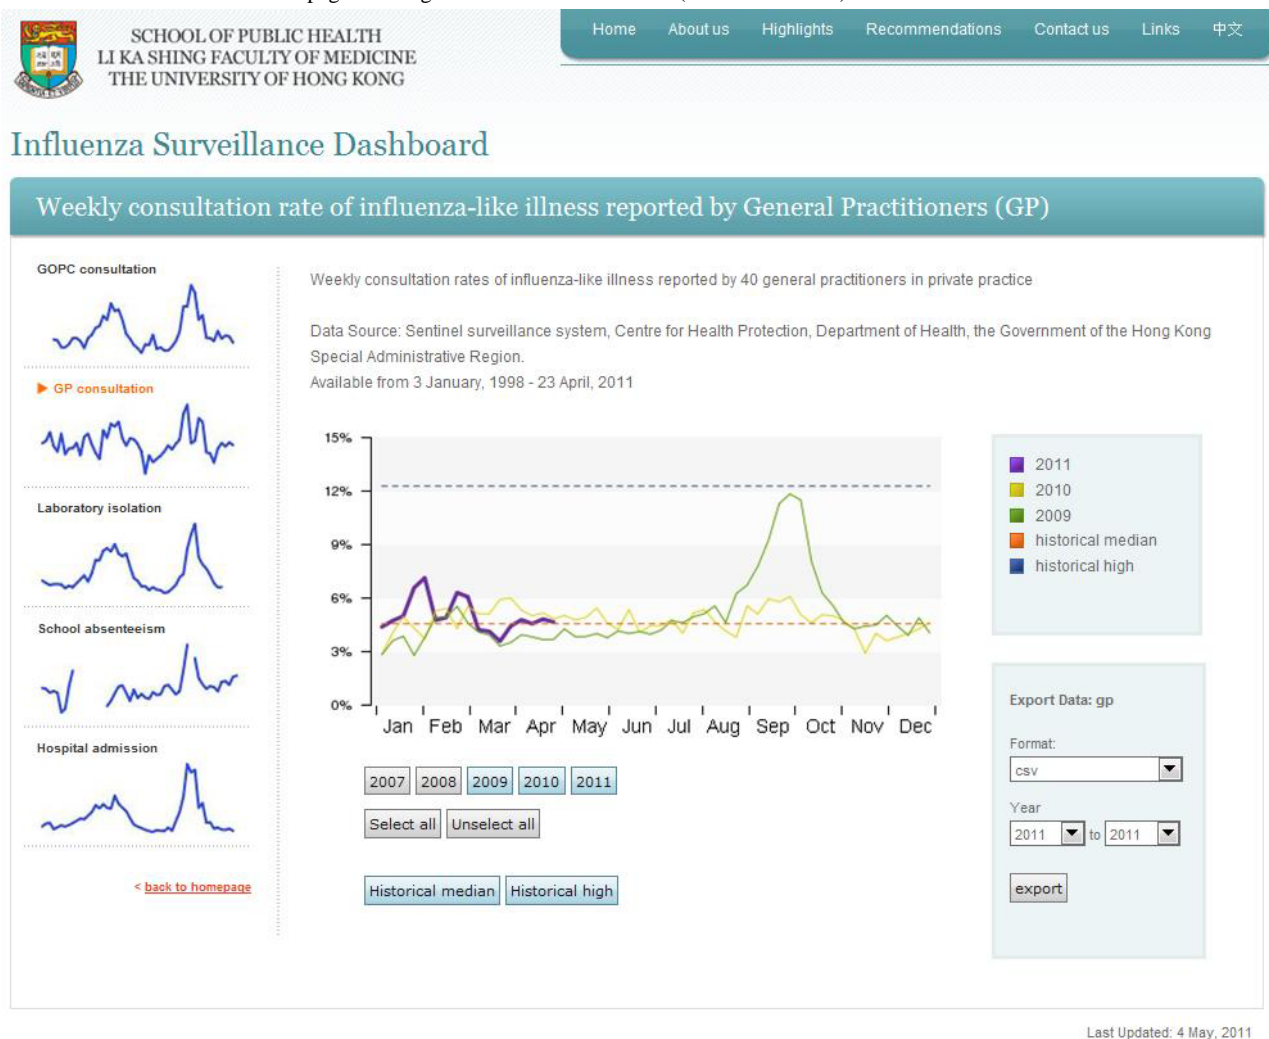 SCHOOL OF PUBLIC HEALTH
LI KA SHING FACULTY OF MEDICINE
THE UNIVERSITY OF HONG KONG
Home About us Highlights Recommendations Contact us Links 中文
Influenza Surveillance Dashboard
Weekly consultation rate of influenza-like illness reported by General Practitioners (GP)
GOPC consultation
GP consultation
Laboratory isolation
School absenteeism
Hospital admission
< back to homepage
Weekly consultation rates of influenza-like illness reported by 40 general practitioners in private practice
Data Source: Sentinel surveillance system, Centre for Health Protection, Department of Health, the Government of the Hong Kong
Special Administrative Region.
Available from 3 January, 1998 - 23 April, 2011
15%
12%
9%
6%
3%
0%
Jan Feb Mar Apr May Jun Jul Aug Sep Oct Nov Dec
2007 2008 2009 2010 2011
Select all Unselect all
Historical median Historical high
2011
2010
2009
historical median
historical high
Export Data: gp
Format:
csv
Year
2011 to 2011
export
Last Updated: 4 May, 2011